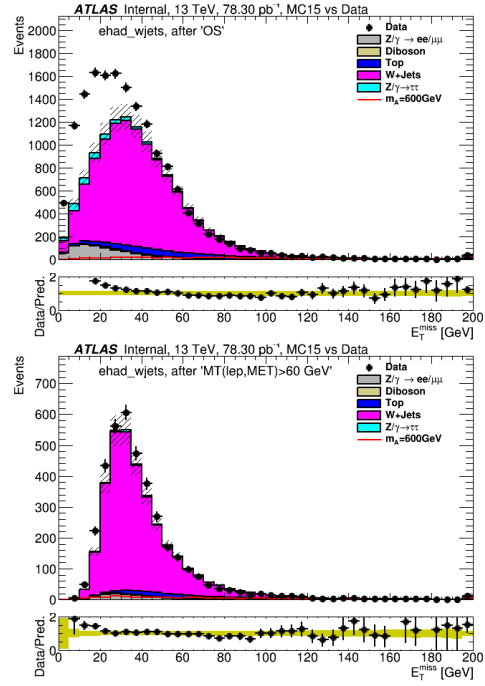 ATLAS Internal, 13 TeV, 78.30 pb⁻¹, MC15 vs Data
Events
ehad_wjets, after 'OS'
Data
Z/γ → ee/μμ
Diboson
Top
W+Jets
Z/γ→ττ
m_A=600GeV
2000
1800
1600
1400
1200
1000
800
600
400
200
0
Data/Pred.
2
1
0
0 20 40 60 80 100 120 140 160 180 200
E_T^miss [GeV]
ATLAS Internal, 13 TeV, 78.30 pb⁻¹, MC15 vs Data
Events
ehad_wjets, after 'MT(lep,MET)>60 GeV'
Data
Z/γ → ee/μμ
Diboson
Top
W+Jets
Z/γ→ττ
m_A=600GeV
700
600
500
400
300
200
100
0
Data/Pred.
2
1
0
0 20 40 60 80 100 120 140 160 180 200
E_T^miss [GeV]